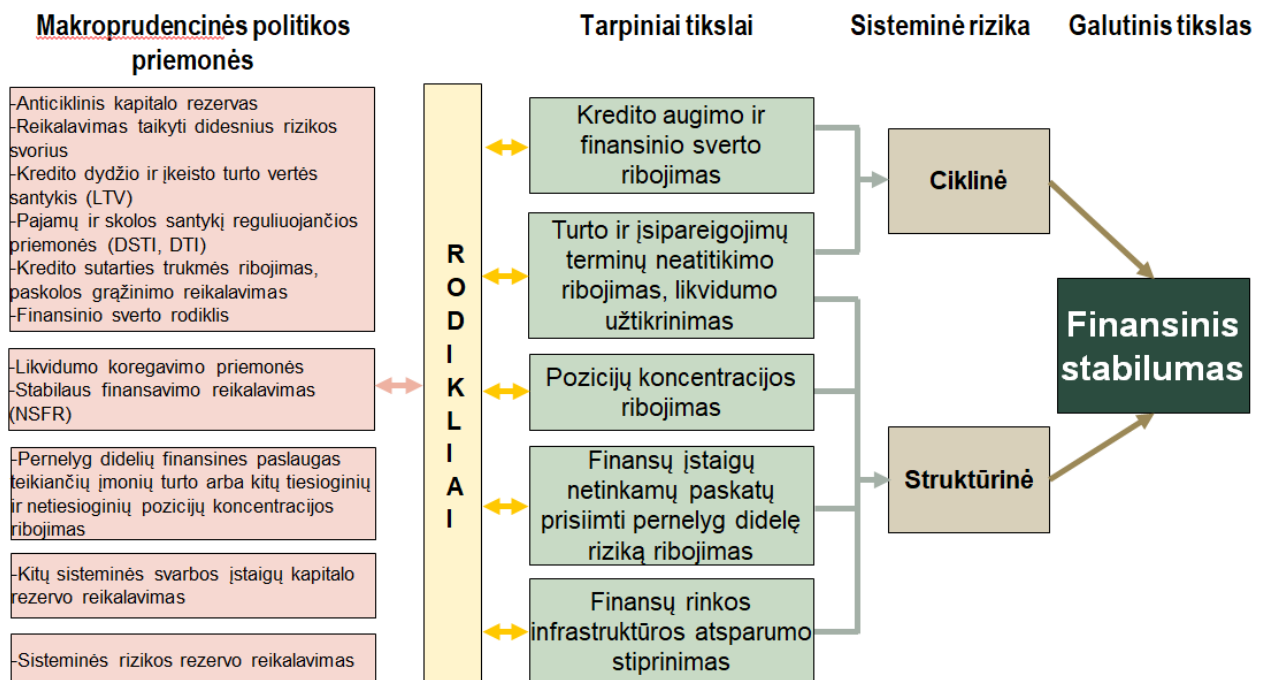 Makroprudencinės politikos
priemonės
Tarpiniai tikslai
Sisteminė rizika
Galutinis tikslas
-Anticiklinis kapitalo rezervas
-Reikalavimas taikyti didesnius rizikos
svorius
-Kredito dydžio ir įkeisto turto vertės
santykis (LTV)
-Pajamų ir skolos santykį reguliuojančios
priemonės (DSTI, DTI)
-Kredito sutarties trukmės ribojimas,
paskolos grąžinimo reikalavimas
-Finansinio sverto rodiklis
-Likvidumo koregavimo priemonės
-Stabilaus finansavimo reikalavimas
(NSFR)
-Pernelyg didelių finansines paslaugas
teikiančių įmonių turto arba kitų tiesioginių
ir netiesioginių pozicijų koncentracijos
ribojimas
-Kitų sisteminės svarbos įstaigų kapitalo
rezervo reikalavimas
-Sisteminės rizikos rezervo reikalavimas
R
O
D
I
K
L
I
A
I
Kredito augimo ir
finansinio sverto
ribojimas
Turto ir įsipareigojimų
terminų neatitikimo
ribojimas, likvidumo
užtikrinimas
Pozicijų koncentracijos
ribojimas
Finansų įstaigų
netinkamų paskatų
prisiimti pernelyg didelę
riziką ribojimas
Finansų rinkos
infrastruktūros atsparumo
stiprinimas
Ciklinė
Struktūrinė
Finansinis
stabilumas